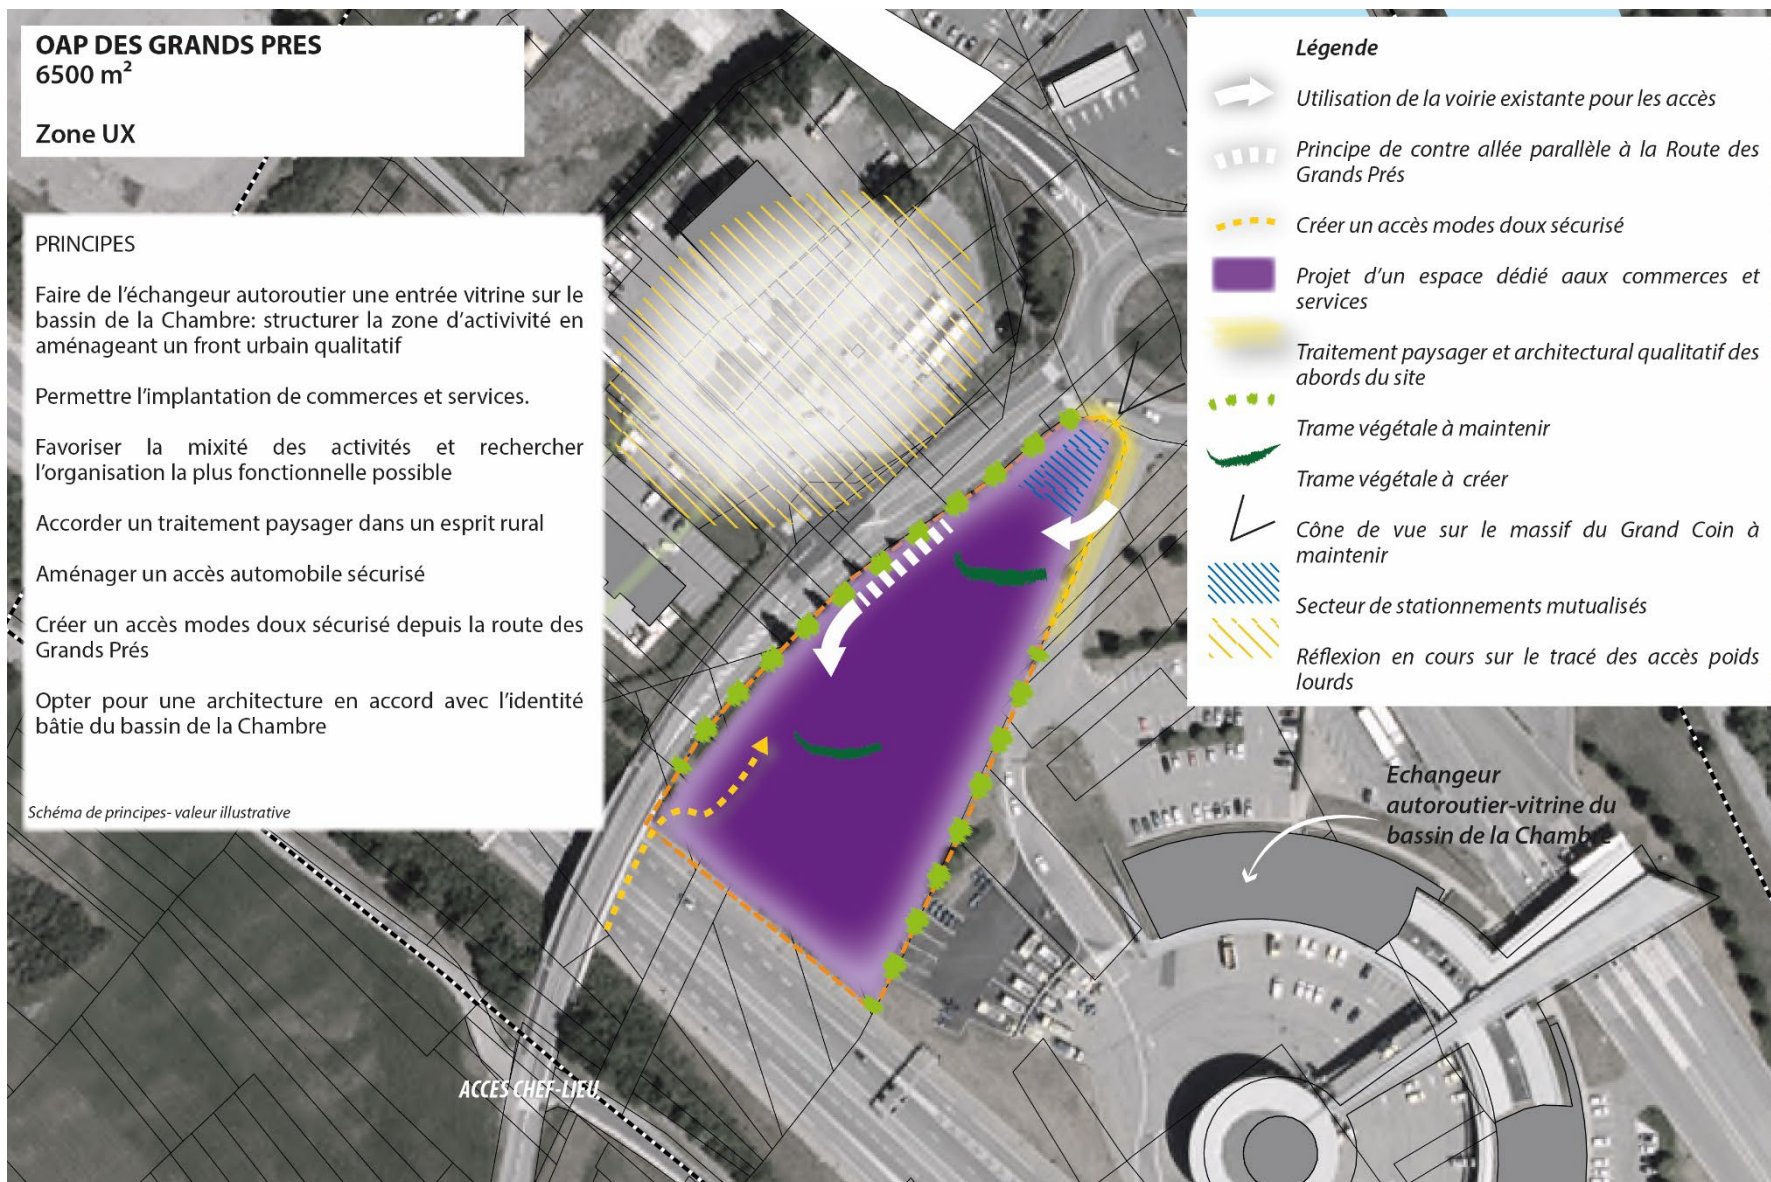 OAP DES GRANDS PRES
6500 m²
Zone UX
PRINCIPES
Faire de l'échangeur autoroutier une entrée vitrine sur le
bassin de la Chambre: structurer la zone d'activivité en
aménageant un front urbain qualitatif
Permettre l'implantation de commerces et services.
Favoriser la mixité des activités et rechercher
l'organisation la plus fonctionnelle possible
Accorder un traitement paysager dans un esprit rural
Aménager un accès automobile sécurisé
Créer un accès modes doux sécurisé depuis la route des
Grands Prés
Opter pour une architecture en accord avec l'identité
bâtie du bassin de la Chambre
Schéma de principes- valeur illustrative
Légende
Utilisation de la voirie existante pour les accès
Principe de contre allée parallèle à la Route des
Grands Prés
Créer un accès modes doux sécurisé
Projet d'un espace dédié aaux commerces et
services
Traitement paysager et architectural qualitatif des
abords du site
Trame végétale à maintenir
Trame végétale à créer
Cône de vue sur le massif du Grand Coin à
maintenir
Secteur de stationnements mutualisés
Réflexion en cours sur le tracé des accès poids
lourds
Echangeur
autoroutier-vitrine du
bassin de la Chambre
ACCES CHEF-LIEU